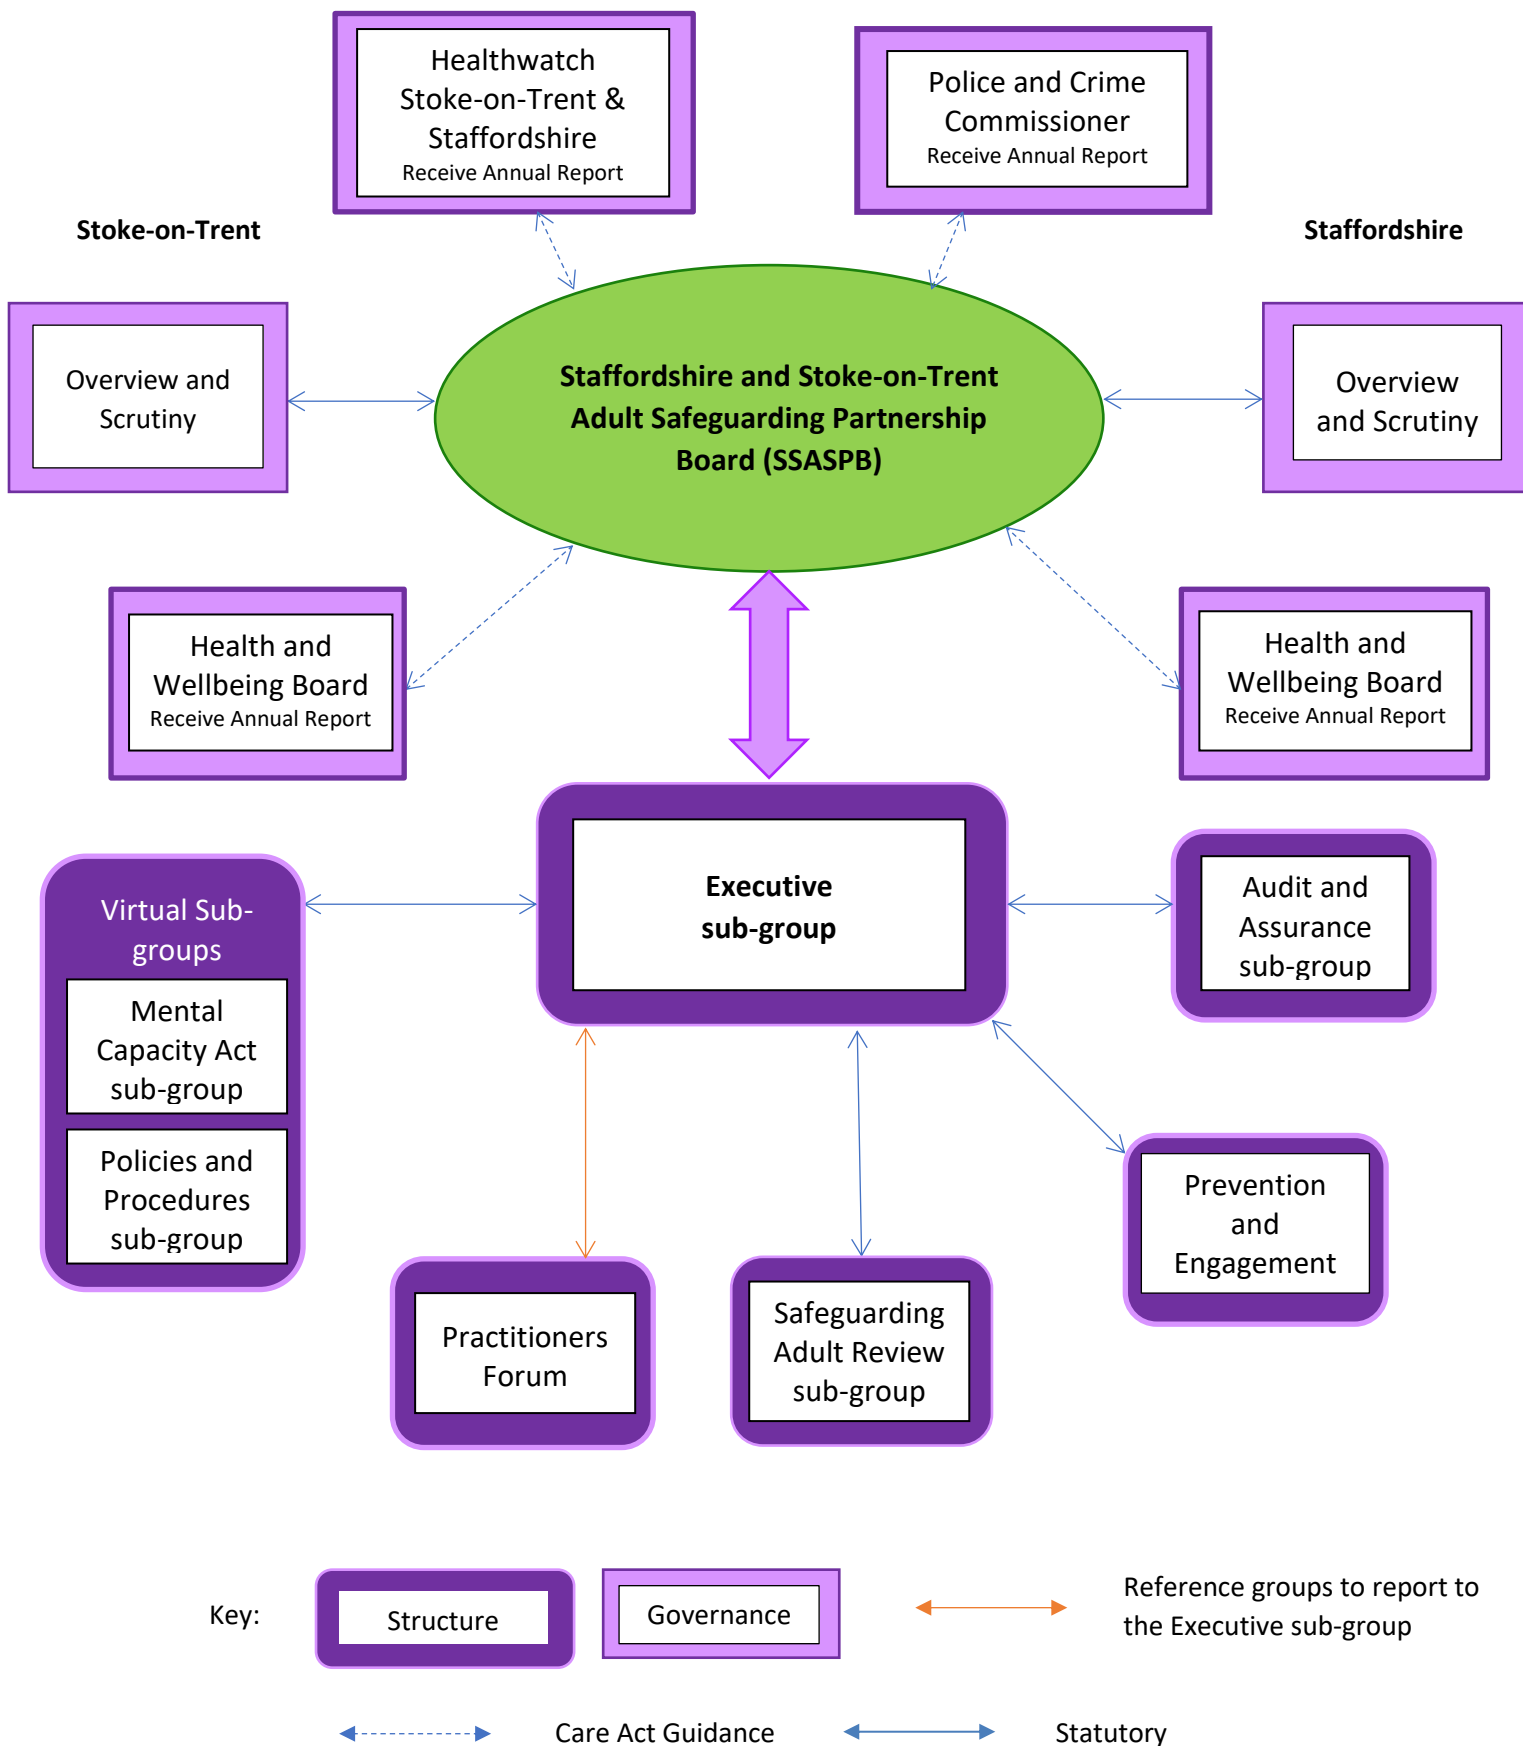 Healthwatch
Stoke-on-Trent &
Staffordshire
Receive Annual Report
Police and Crime
Commissioner
Receive Annual Report
Stoke-on-Trent
Staffordshire
Overview and
Scrutiny
Staffordshire and Stoke-on-Trent
Adult Safeguarding Partnership
Board (SSASPB)
Overview
and Scrutiny
Health and
Wellbeing Board
Receive Annual Report
Health and
Wellbeing Board
Receive Annual Report
Executive
sub-group
Virtual Sub-
groups
Mental
Capacity Act
sub-group
Policies and
Procedures
sub-group
Audit and
Assurance
sub-group
Prevention
and
Engagement
Practitioners
Forum
Safeguarding
Adult Review
sub-group
Key:
Structure
Governance
Reference groups to report to
the Executive sub-group
Care Act Guidance
Statutory